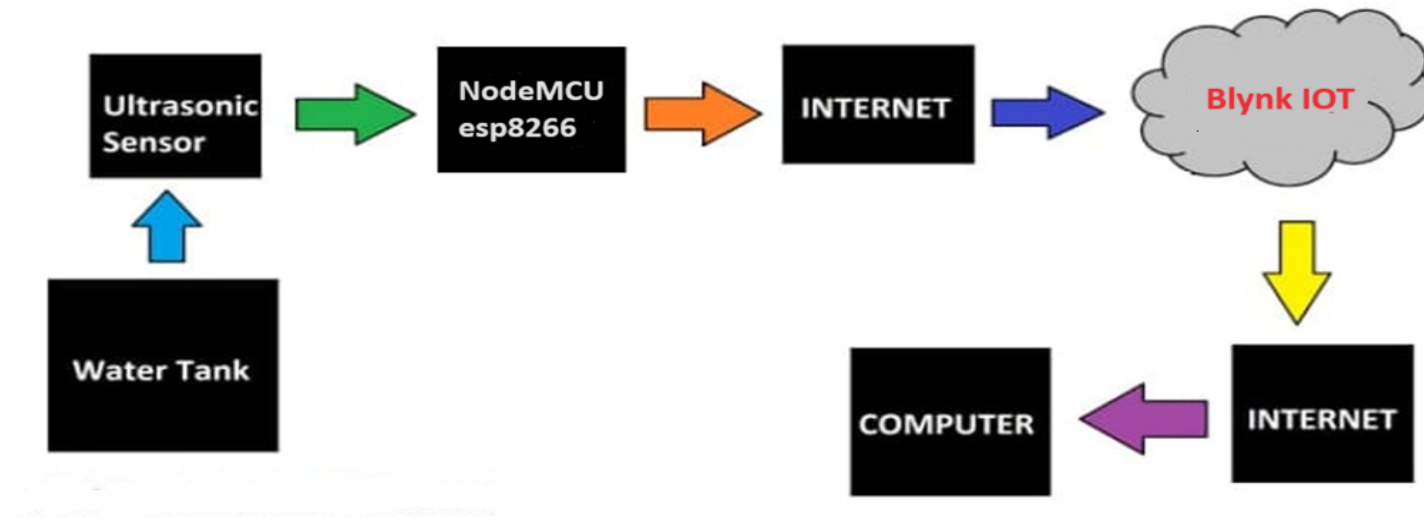 Ultrasonic
Sensor
NodeMCU
esp8266
INTERNET
Blynk IOT
Water Tank
COMPUTER
INTERNET